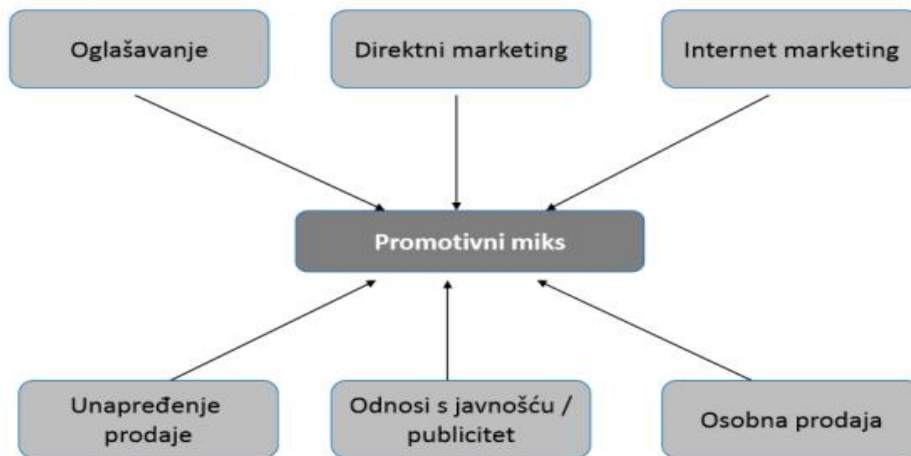 Oglašavanje
Direktni marketing
Internet marketing
Promotivni miks
Unapređenje
prodaje
Odnosi s javnošću /
publicitet
Osobna prodaja